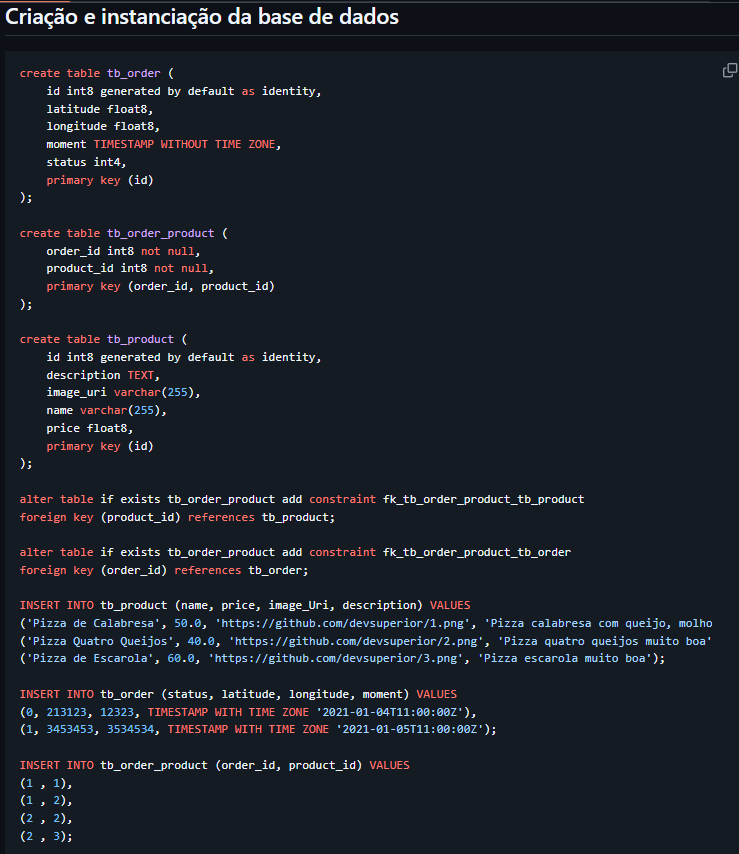 Criação e instanciação da base de dados
create table tb_order (
    id int8 generated by default as identity,
    latitude float8,
    longitude float8,
    moment TIMESTAMP WITHOUT TIME ZONE,
    status int4,
    primary key (id)
);
create table tb_order_product (
    order_id int8 not null,
    product_id int8 not null,
    primary key (order_id, product_id)
);
create table tb_product (
    id int8 generated by default as identity,
    description TEXT,
    image_uri varchar(255),
    name varchar(255),
    price float8,
    primary key (id)
);
alter table if exists tb_order_product add constraint fk_tb_order_product_tb_product
foreign key (product_id) references tb_product;
alter table if exists tb_order_product add constraint fk_tb_order_product_tb_order
foreign key (order_id) references tb_order;
INSERT INTO tb_product (name, price, image_Uri, description) VALUES
('Pizza de Calabresa', 50.0, 'https://github.com/devsuperior/1.png', 'Pizza calabresa com queijo, molho
('Pizza Quatro Queijos', 40.0, 'https://github.com/devsuperior/2.png', 'Pizza quatro queijos muito boa'
('Pizza de Escarola', 60.0, 'https://github.com/devsuperior/3.png', 'Pizza escarola muito boa');
INSERT INTO tb_order (status, latitude, longitude, moment) VALUES
(0, 213123, 12323, TIMESTAMP WITH TIME ZONE '2021-01-04T11:00:00Z'),
(1, 3453453, 3534534, TIMESTAMP WITH TIME ZONE '2021-01-05T11:00:00Z');
INSERT INTO tb_order_product (order_id, product_id) VALUES
(1 , 1),
(1 , 2),
(2 , 2),
(2 , 3);